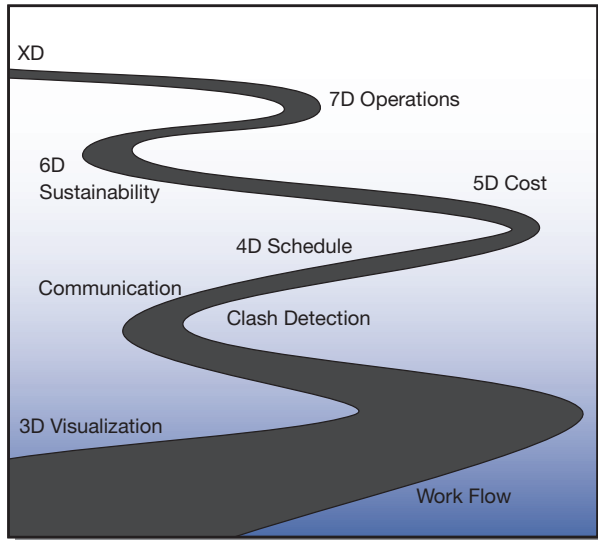 XD
7D Operations
6D
Sustainability
5D Cost
4D Schedule
Communication
Clash Detection
3D Visualization
Work Flow